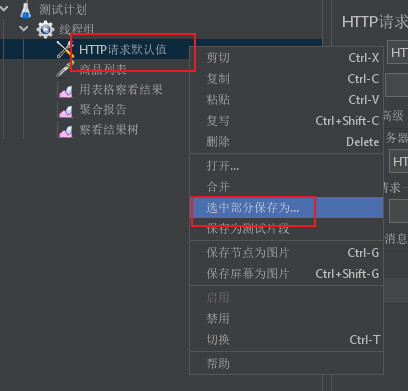 测试计划
线程组
HTTP请求默认值
商品列表
用表格察看结果
聚合报告
察看结果树
剪切 Ctrl-X
复制 Ctrl-C
粘贴 Ctrl-V
复写 Ctrl+Shift-C
删除 Delete
打开...
合并
选中部分保存为...
保存为测试片段
保存节点为图片 Ctrl-G
保存屏幕为图片 Ctrl+Shift-G
启用
禁用
切换 Ctrl-T
帮助
HTTP请
名称:
注释:
高级
务器
HT
请求一
消息